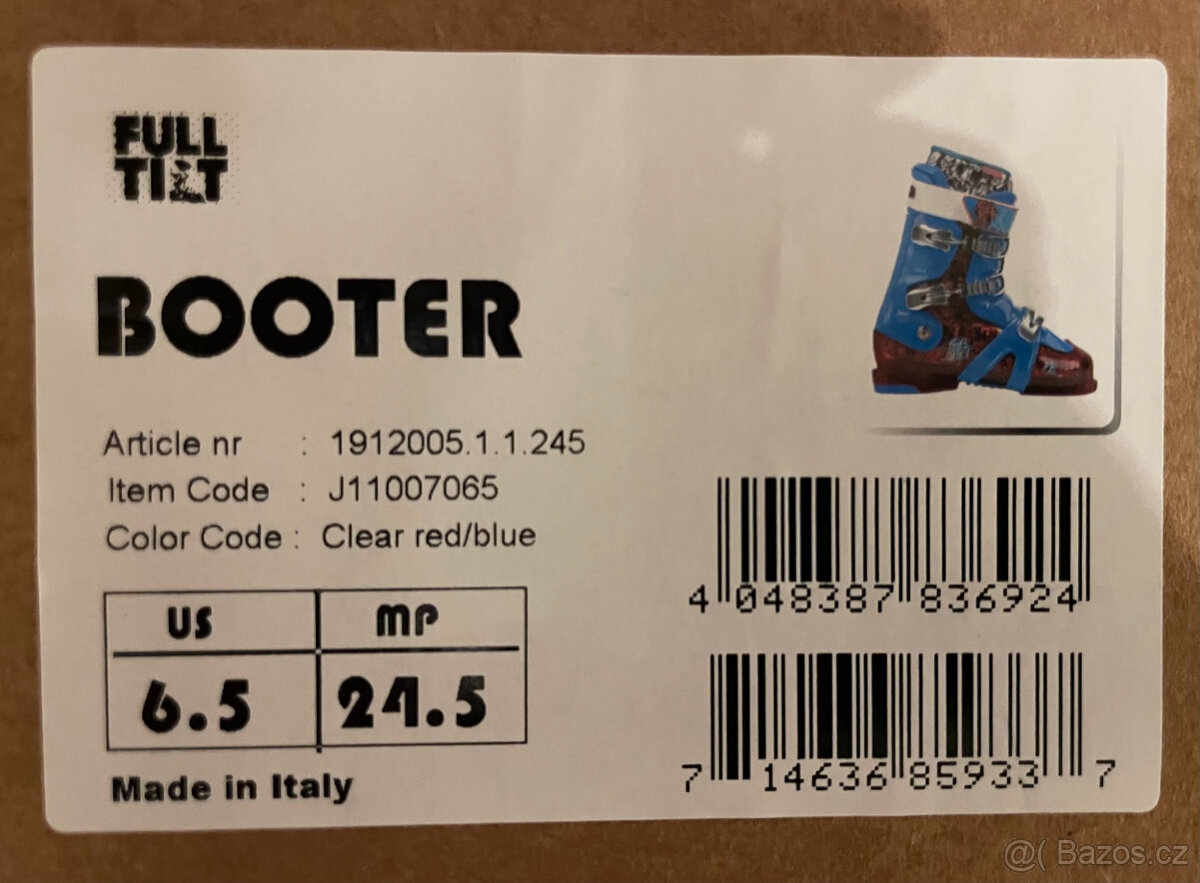 FULL
TILT
BOOTER
Article nr : 1912005.1.1.245
Item Code : J11007065
Color Code : Clear red/blue
US MP
6.5 24.5
Made in Italy
4 048387 836924
7 14636 85933 7
@( Bazos.cz